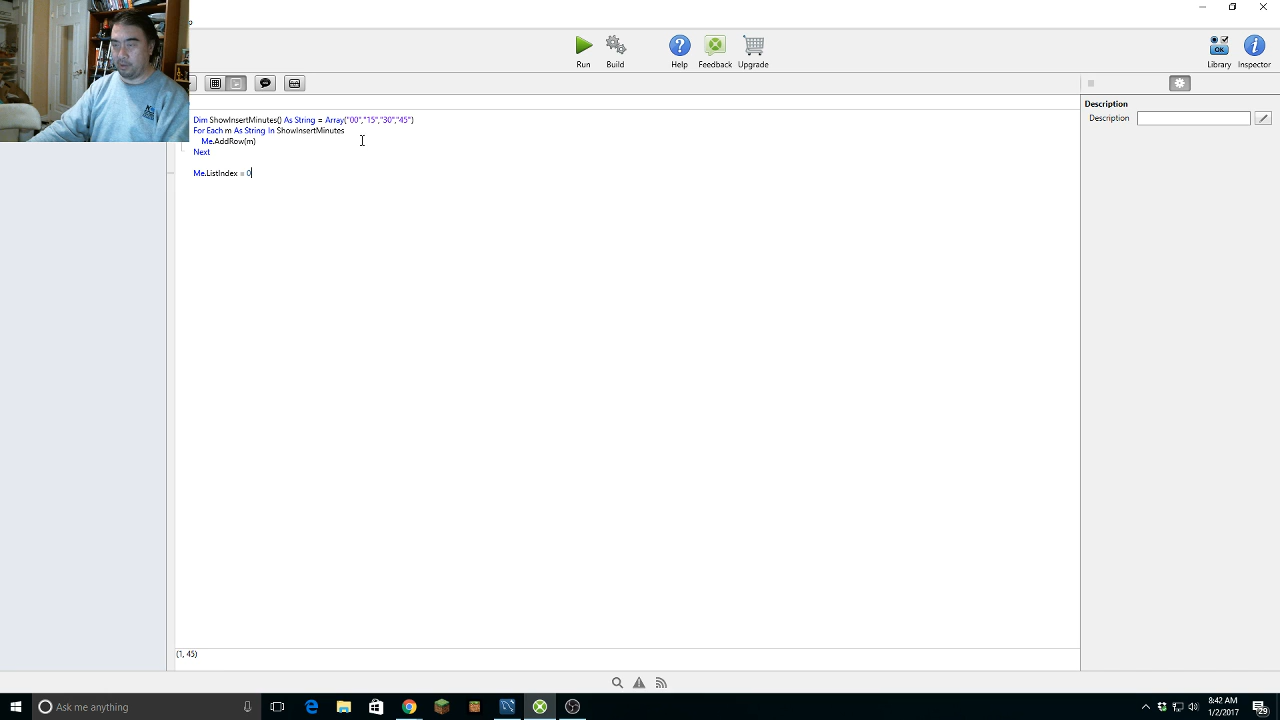 Run
Build
Help
Feedback
Upgrade
OK
Library
Inspector
Description
Description
Dim ShowInsertMinutes() As String = Array("00","15","30","45")
For Each m As String In ShowInsertMinutes
Me.AddRow(m)
Next
Me.ListIndex = 0
(1, 45)
Ask me anything
8:42 AM
1/2/2017